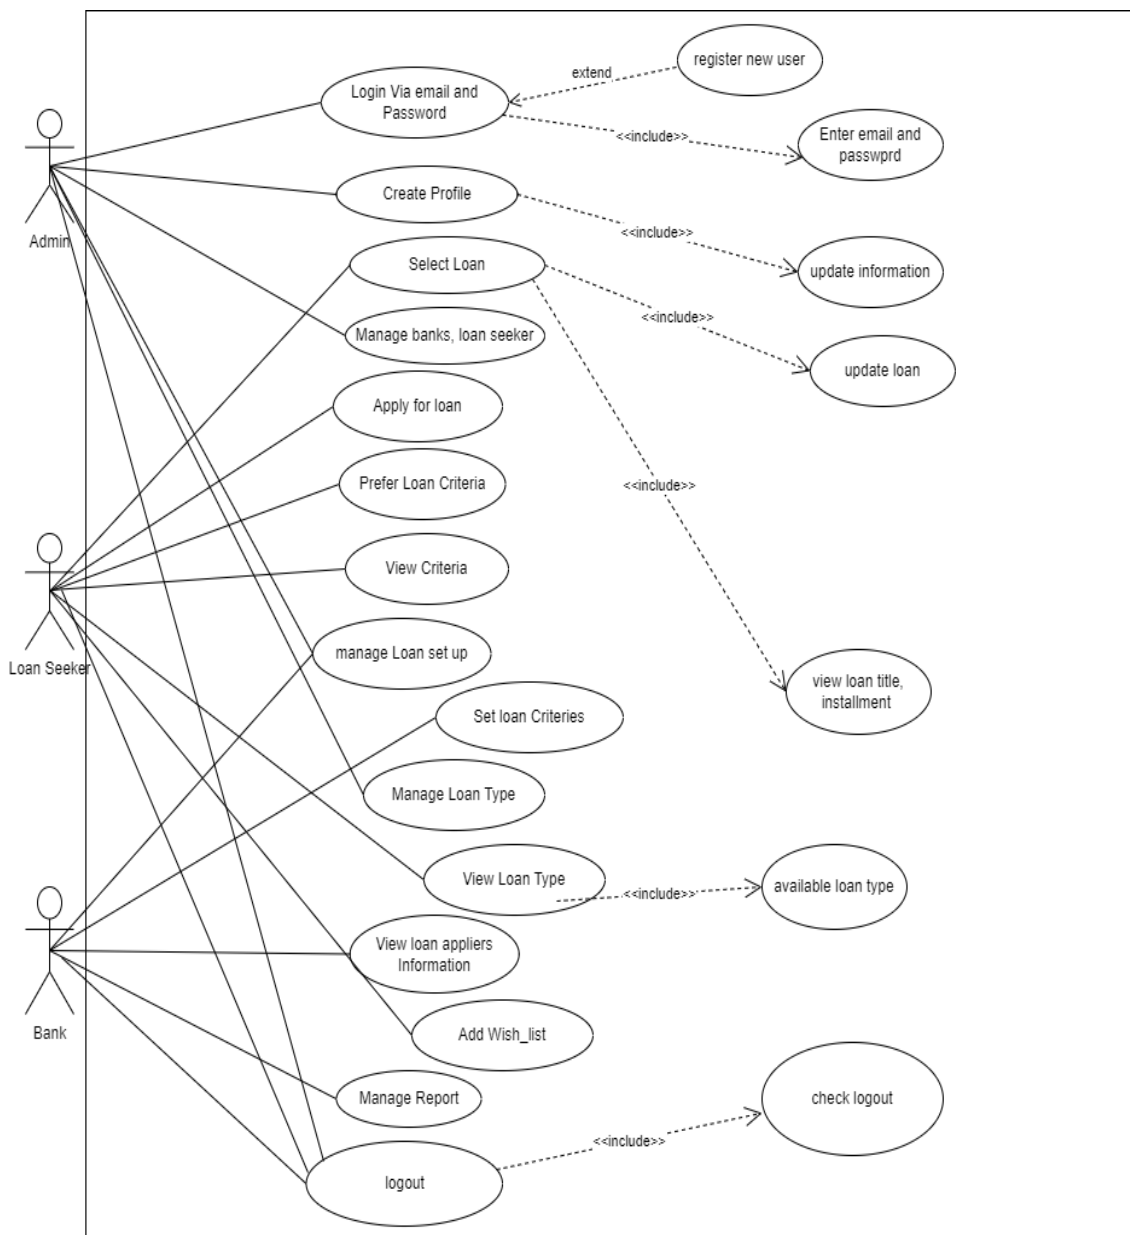 register new user
extend
Login Via email and
Password
<<include>>
Enter email and
passwprd
Admin
Create Profile
<<include>>
Select Loan
update information
<<include>>
Manage banks, loan seeker
update loan
Apply for loan
Prefer Loan Criteria
<<include>>
View Criteria
Loan Seeker
manage Loan set up
view loan title,
installment
Set loan Criteries
Manage Loan Type
View Loan Type
<<include>>
available loan type
View loan appliers
Information
Bank
Add Wish_list
Manage Report
check logout
<<include>>
logout